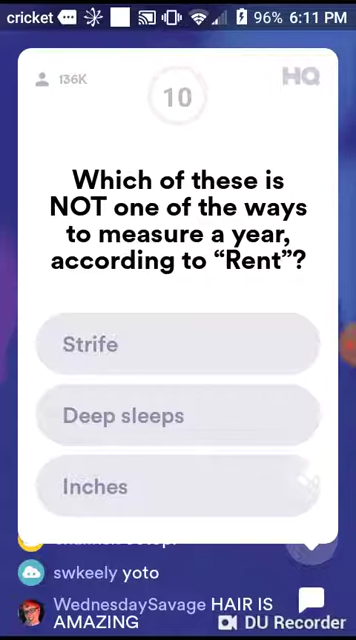 cricket 96% 6:11 PM
136K
10
HQ
Which of these is
NOT one of the ways
to measure a year,
according to “Rent”?
Strife
Deep sleeps
Inches
swkeely yoto
WednesdaySavage HAIR IS
AMAZING
DU Recorder